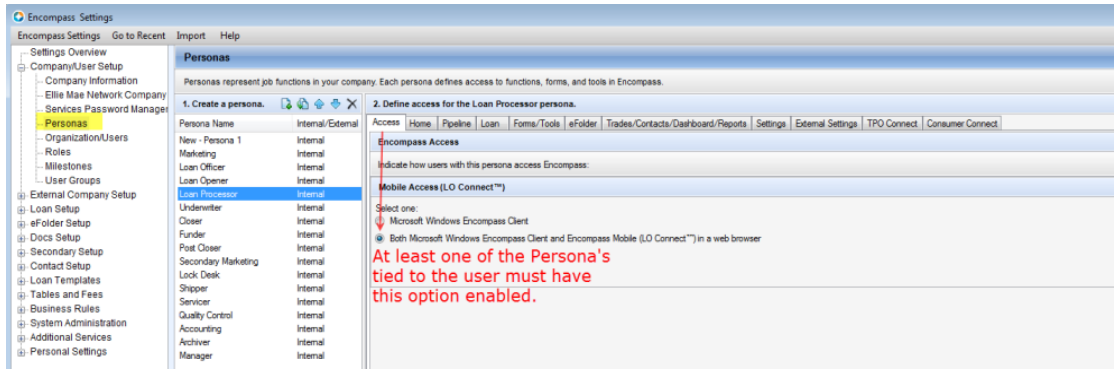 Encompass Settings
Encompass Settings Go to Recent Import Help
Settings Overview
Company/User Setup
Company Information
Ellie Mae Network Company
Services Password Manager
Personas
Organization/Users
Roles
Milestones
User Groups
External Company Setup
Loan Setup
eFolder Setup
Docs Setup
Secondary Setup
Contact Setup
Loan Templates
Tables and Fees
Business Rules
System Administration
Additional Services
Personal Settings
Personas
Personas represent job functions in your company. Each persona defines access to functions, forms, and tools in Encompass.
1. Create a persona.
Persona Name Internal/External
New - Persona 1 Internal
Marketing Internal
Loan Officer Internal
Loan Opener Internal
Loan Processor Internal
Underwriter Internal
Closer Internal
Funder Internal
Post Closer Internal
Secondary Marketing Internal
Lock Desk Internal
Shipper Internal
Servicer Internal
Quality Control Internal
Accounting Internal
Archiver Internal
Manager Internal
2. Define access for the Loan Processor persona.
Access Home Pipeline Loan Forms/Tools eFolder Trades/Contacts/Dashboard/Reports Settings External Settings TPO Connect Consumer Connect
Encompass Access
Indicate how users with this persona access Encompass:
Mobile Access (LO Connect™)
Select one:
Microsoft Windows Encompass Client
Both Microsoft Windows Encompass Client and Encompass Mobile (LO Connect™) in a web browser
At least one of the Persona's
tied to the user must have
this option enabled.